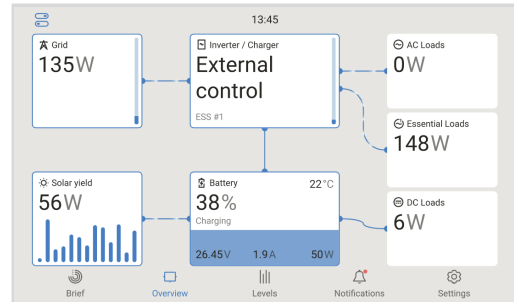 13:45
Grid
135W
Inverter / Charger
External
control
ESS #1
AC Loads
0W
Essential Loads
148W
Solar yield
56W
Battery 22°C
38%
Charging
26.45V 1.9A 50W
DC Loads
6W
Brief Overview Levels Notifications Settings